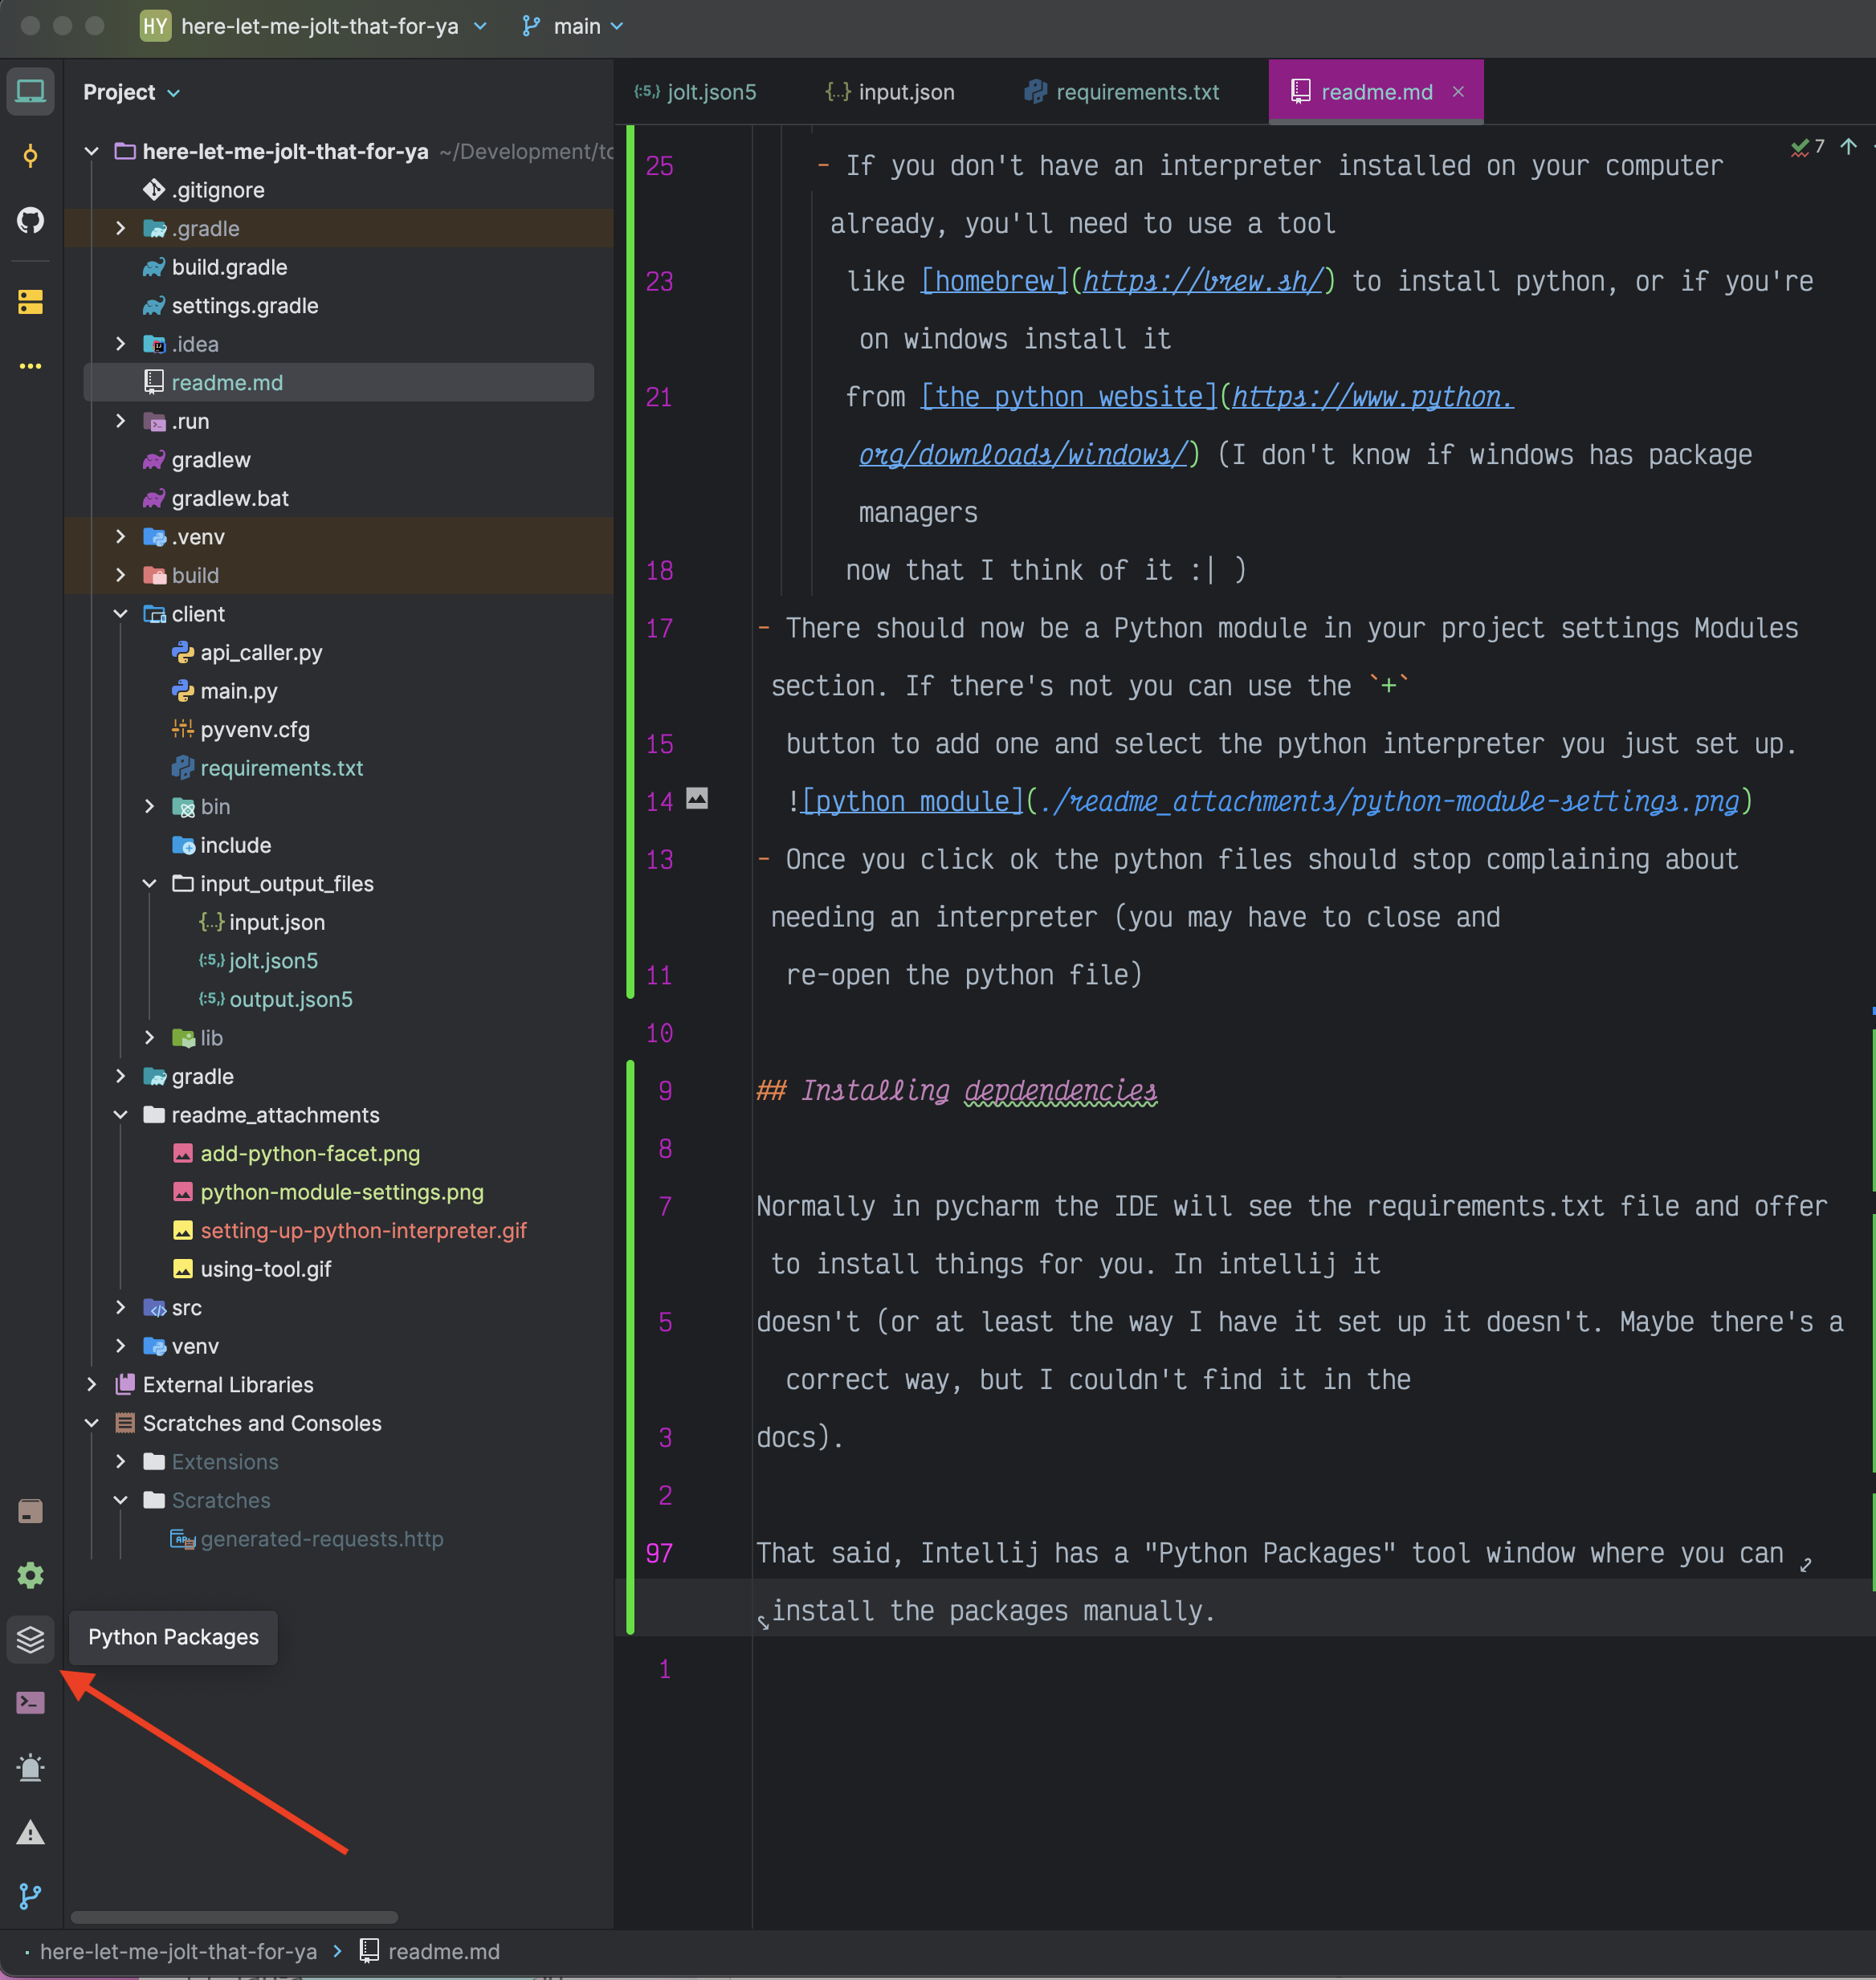 HY here-let-me-jolt-that-for-ya main
Project
jolt.json5 input.json requirements.txt readme.md
here-let-me-jolt-that-for-ya ~/Development/to
.gitignore
.gradle
build.gradle
settings.gradle
.idea
readme.md
.run
gradlew
gradlew.bat
.venv
build
client
api_caller.py
main.py
pyvenv.cfg
requirements.txt
bin
include
input_output_files
input.json
jolt.json5
output.json5
lib
gradle
readme_attachments
add-python-facet.png
python-module-settings.png
setting-up-python-interpreter.gif
using-tool.gif
src
venv
External Libraries
Scratches and Consoles
Extensions
Scratches
generated-requests.http
Python Packages
7
25 - If you don't have an interpreter installed on your computer
already, you'll need to use a tool
23 like [homebrew](https://brew.sh/) to install python, or if you're
on windows install it
21 from [the python website](https://www.python.
org/downloads/windows/) (I don't know if windows has package
managers
18 now that I think of it :| )
17 - There should now be a Python module in your project settings Modules
section. If there's not you can use the `+`
15 button to add one and select the python interpreter you just set up.
14 ![python module](./readme_attachments/python-module-settings.png)
13 - Once you click ok the python files should stop complaining about
needing an interpreter (you may have to close and
11 re-open the python file)
10
9 ## Installing depdendencies
8
7 Normally in pycharm the IDE will see the requirements.txt file and offer
to install things for you. In intellij it
5 doesn't (or at least the way I have it set up it doesn't. Maybe there's a
correct way, but I couldn't find it in the
3 docs).
2
97 That said, Intellij has a "Python Packages" tool window where you can
install the packages manually.
1
here-let-me-jolt-that-for-ya > readme.md